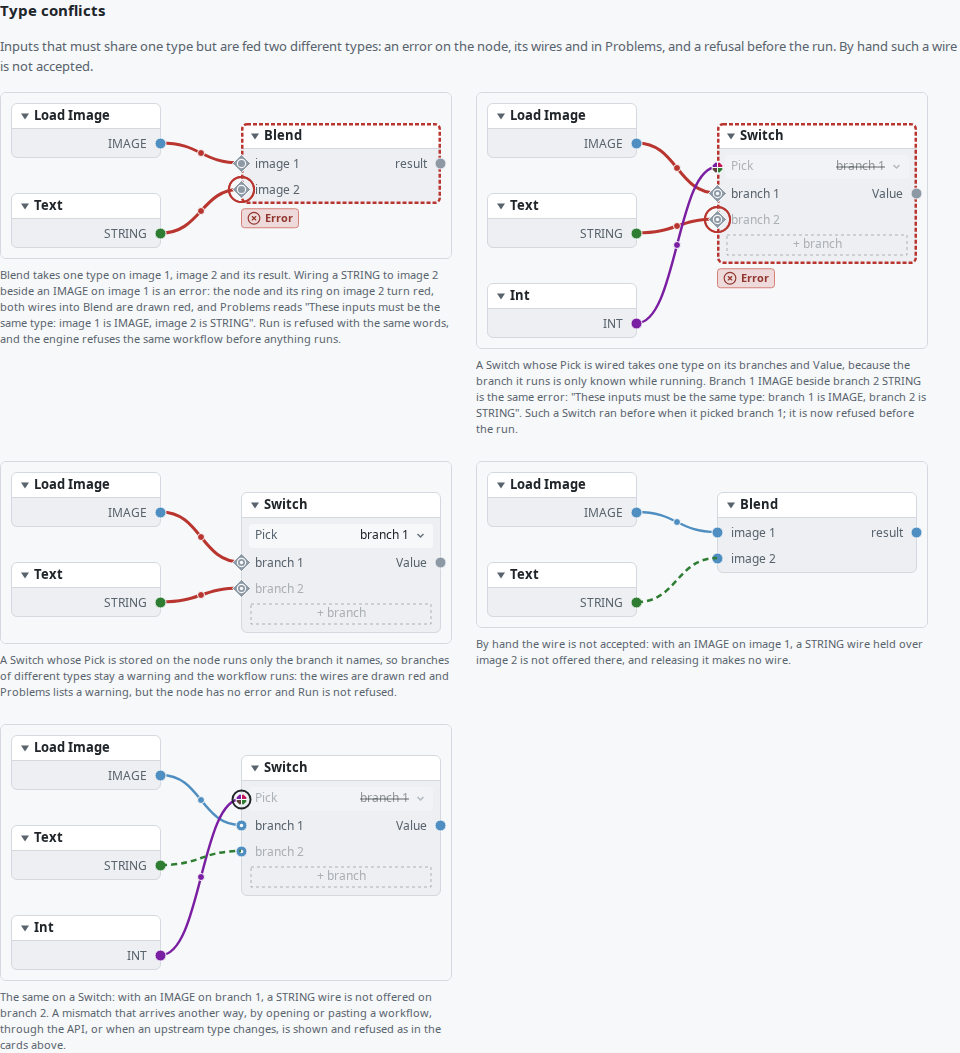 Type conflicts
Inputs that must share one type but are fed two different types: an error on the node, its wires and in Problems, and a refusal before the run. By hand such a wire
is not accepted.
Load Image
IMAGE
Text
STRING
Blend
image 1
result
image 2
Error
Blend takes one type on image 1, image 2 and its result. Wiring a STRING to image 2
beside an IMAGE on image 1 is an error: the node and its ring on image 2 turn red,
both wires into Blend are drawn red, and Problems reads "These inputs must be the
same type: image 1 is IMAGE, image 2 is STRING". Run is refused with the same words,
and the engine refuses the same workflow before anything runs.
Load Image
IMAGE
Text
STRING
Int
INT
Switch
Pick
branch 1
branch 1
Value
branch 2
+ branch
Error
A Switch whose Pick is wired takes one type on its branches and Value, because the
branch it runs is only known while running. Branch 1 IMAGE beside branch 2 STRING
is the same error: "These inputs must be the same type: branch 1 is IMAGE, branch 2 is
STRING". Such a Switch ran before when it picked branch 1; it is now refused before
the run.
Load Image
IMAGE
Text
STRING
Switch
Pick
branch 1
branch 1
Value
branch 2
+ branch
A Switch whose Pick is stored on the node runs only the branch it names, so branches
of different types stay a warning and the workflow runs: the wires are drawn red and
Problems lists a warning, but the node has no error and Run is not refused.
Load Image
IMAGE
Text
STRING
Blend
image 1
result
image 2
By hand the wire is not accepted: with an IMAGE on image 1, a STRING wire held over
image 2 is not offered there, and releasing it makes no wire.
Load Image
IMAGE
Text
STRING
Int
INT
Switch
Pick
branch 1
branch 1
Value
branch 2
+ branch
The same on a Switch: with an IMAGE on branch 1, a STRING wire is not offered on
branch 2. A mismatch that arrives another way, by opening or pasting a workflow,
through the API, or when an upstream type changes, is shown and refused as in the
cards above.